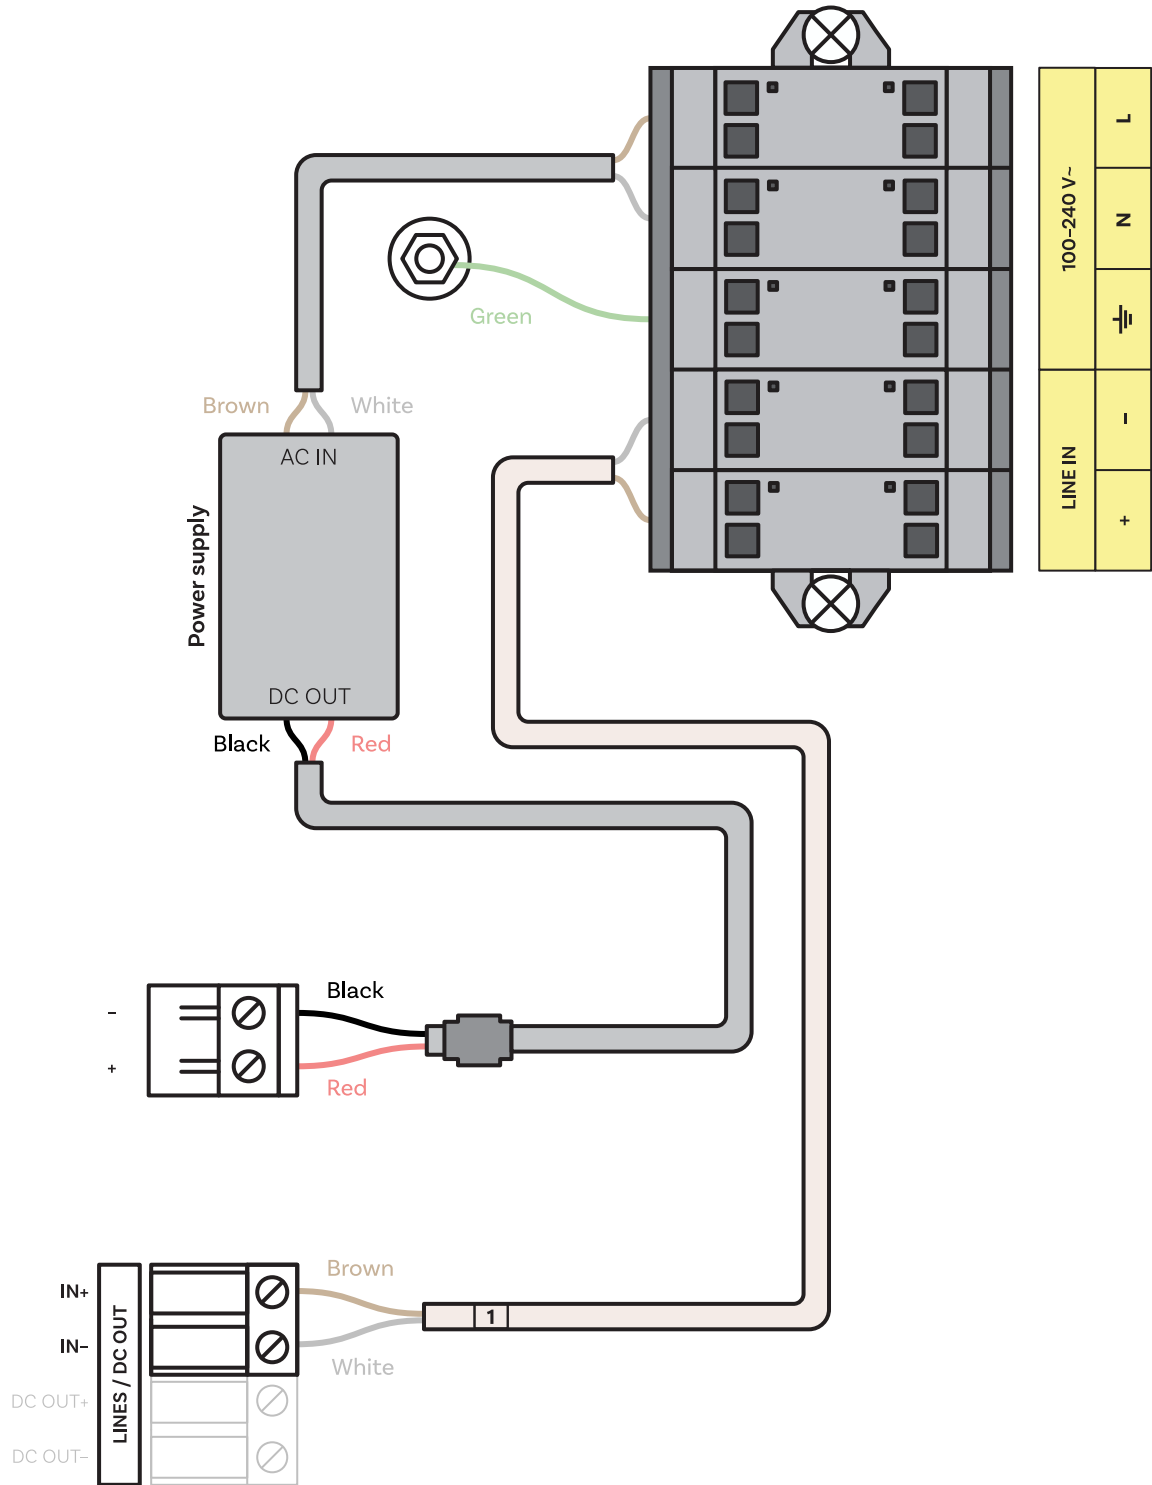 L
N
100–240 V~
–
+
LINE IN
Green
Brown
White
AC IN
Power supply
DC OUT
Black
Red
–
+
Black
Red
IN+
IN–
DC OUT+
DC OUT–
LINES / DC OUT
Brown
White
1